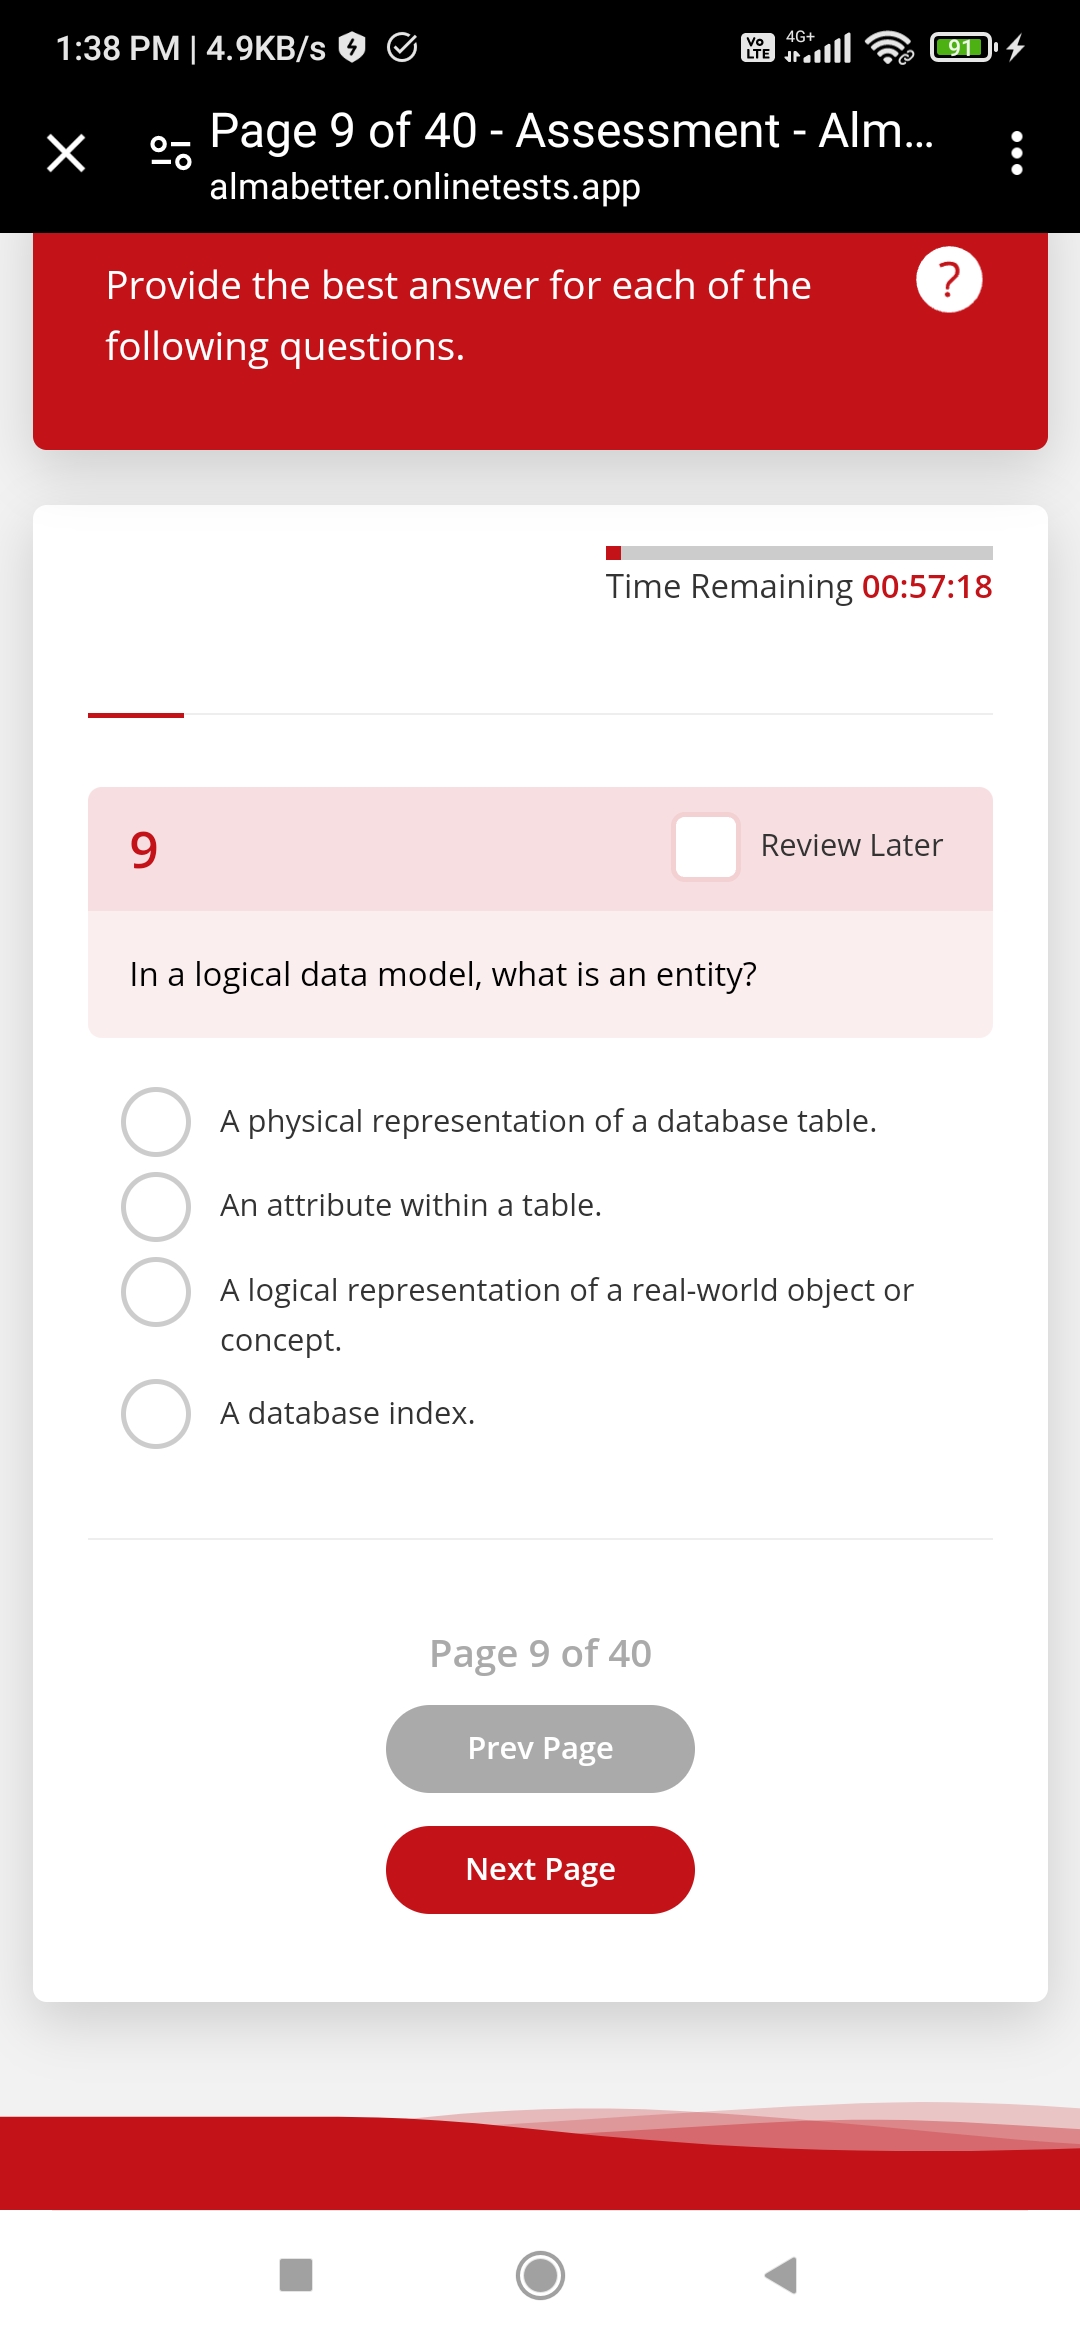 1:38 PM | 4.9KB/s
Vo LTE 4G+ 91
Page 9 of 40 - Assessment - Alm...
almabetter.onlinetests.app
Provide the best answer for each of the
following questions.
?
Time Remaining 00:57:18
9
Review Later
In a logical data model, what is an entity?
A physical representation of a database table.
An attribute within a table.
A logical representation of a real-world object or
concept.
A database index.
Page 9 of 40
Prev Page
Next Page